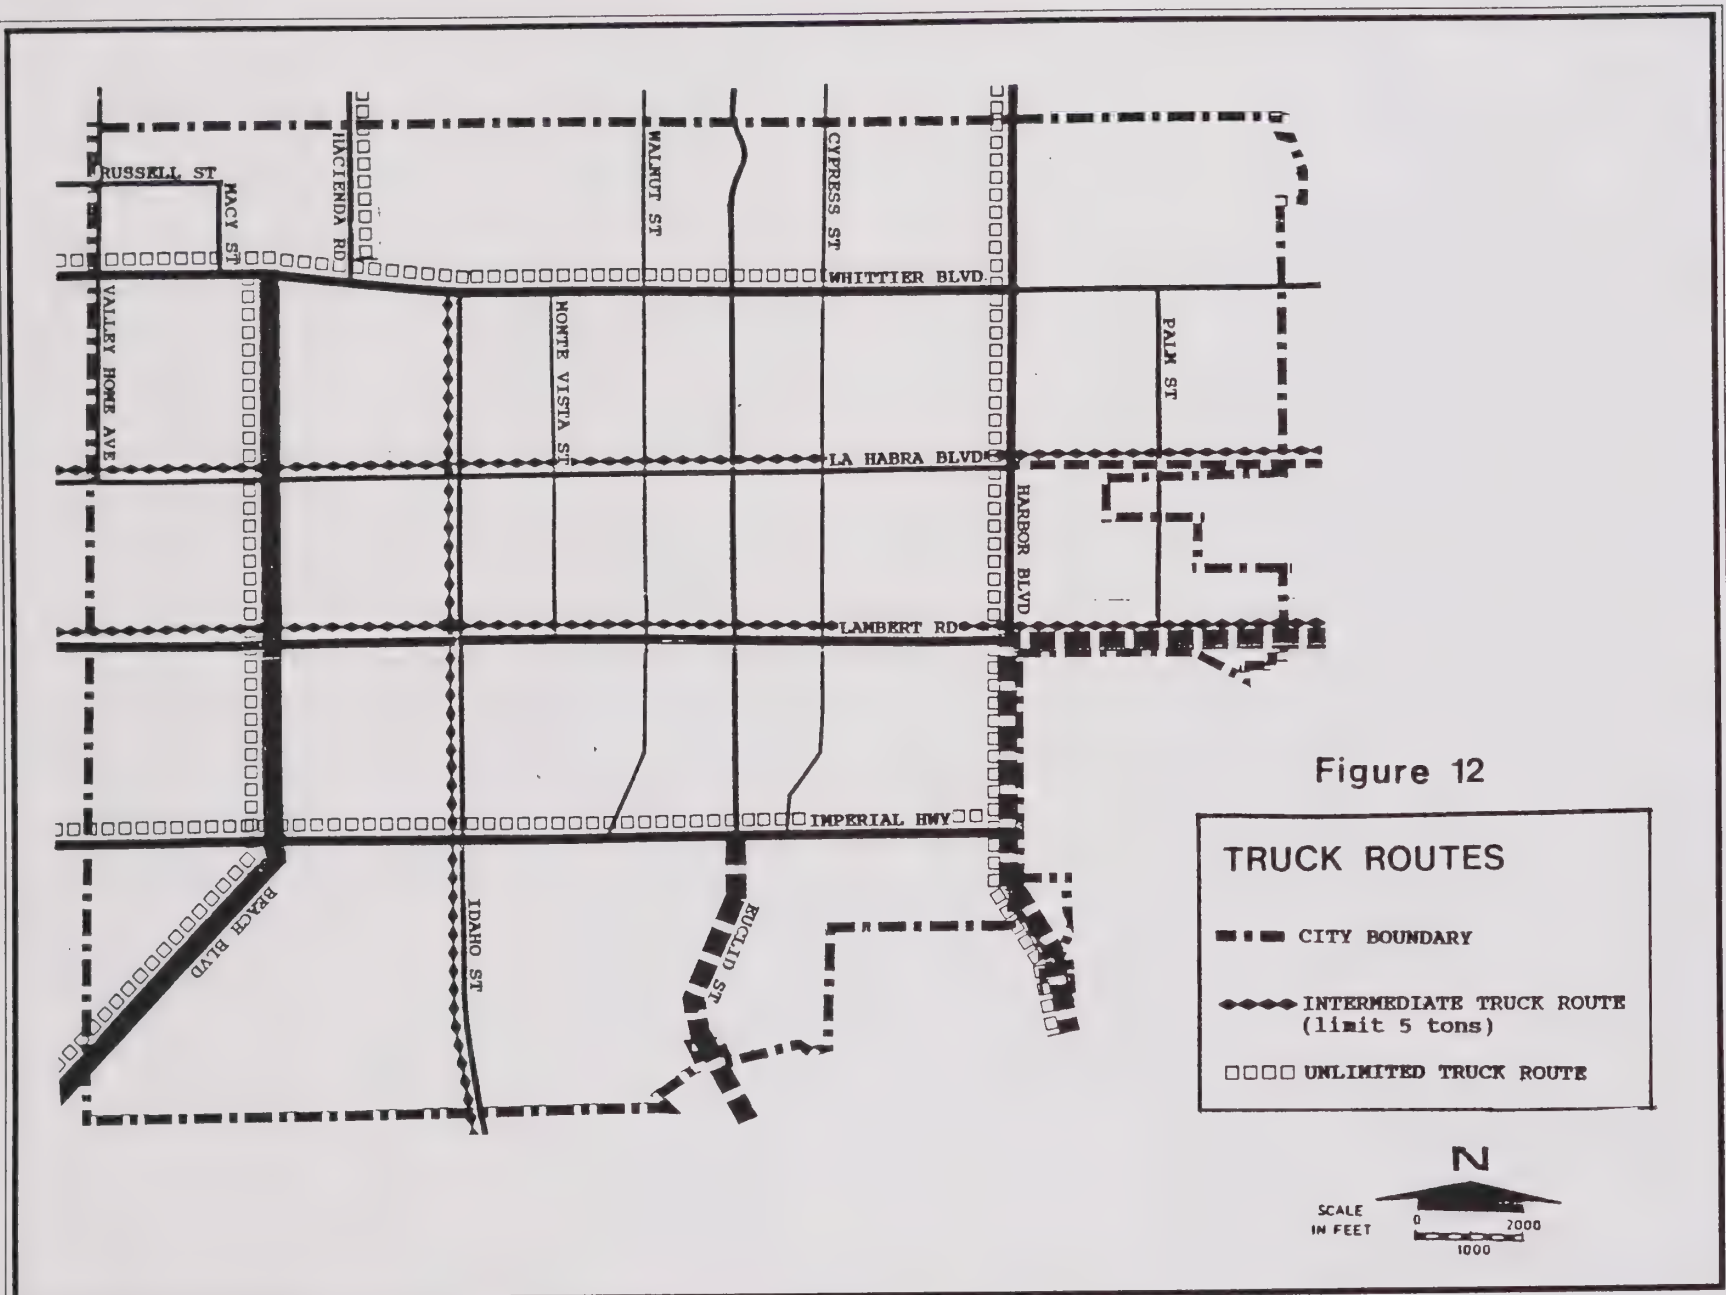 RUSSELL ST
MACY ST
HACIENDA RD
WALNUT ST
CYPRESS ST
WHITTIER BLVD.
VALLEY HOME AVE
MONTE VISTA ST
PALM ST
LA HABRA BLVD
HARBOR BLVD
LAMBERT RD
IMPERIAL HWY
BEACH BLVD
IDAHO ST
EUCLID ST
Figure 12
TRUCK ROUTES
CITY BOUNDARY
INTERMEDIATE TRUCK ROUTE
(limit 5 tons)
UNLIMITED TRUCK ROUTE
N
SCALE
IN FEET
0 2000
1000